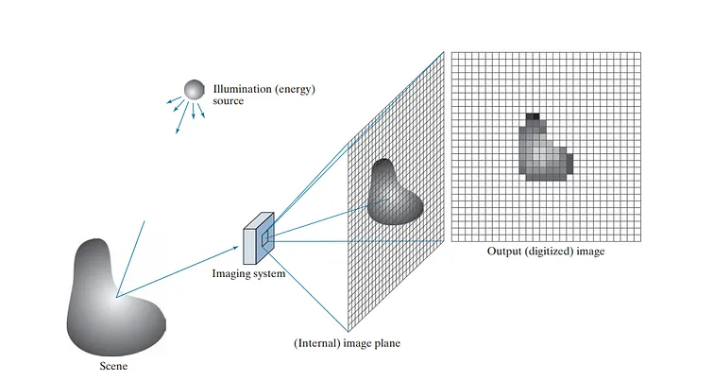 Illumination (energy)
source
Output (digitized) image
Imaging system
(Internal) image plane
Scene